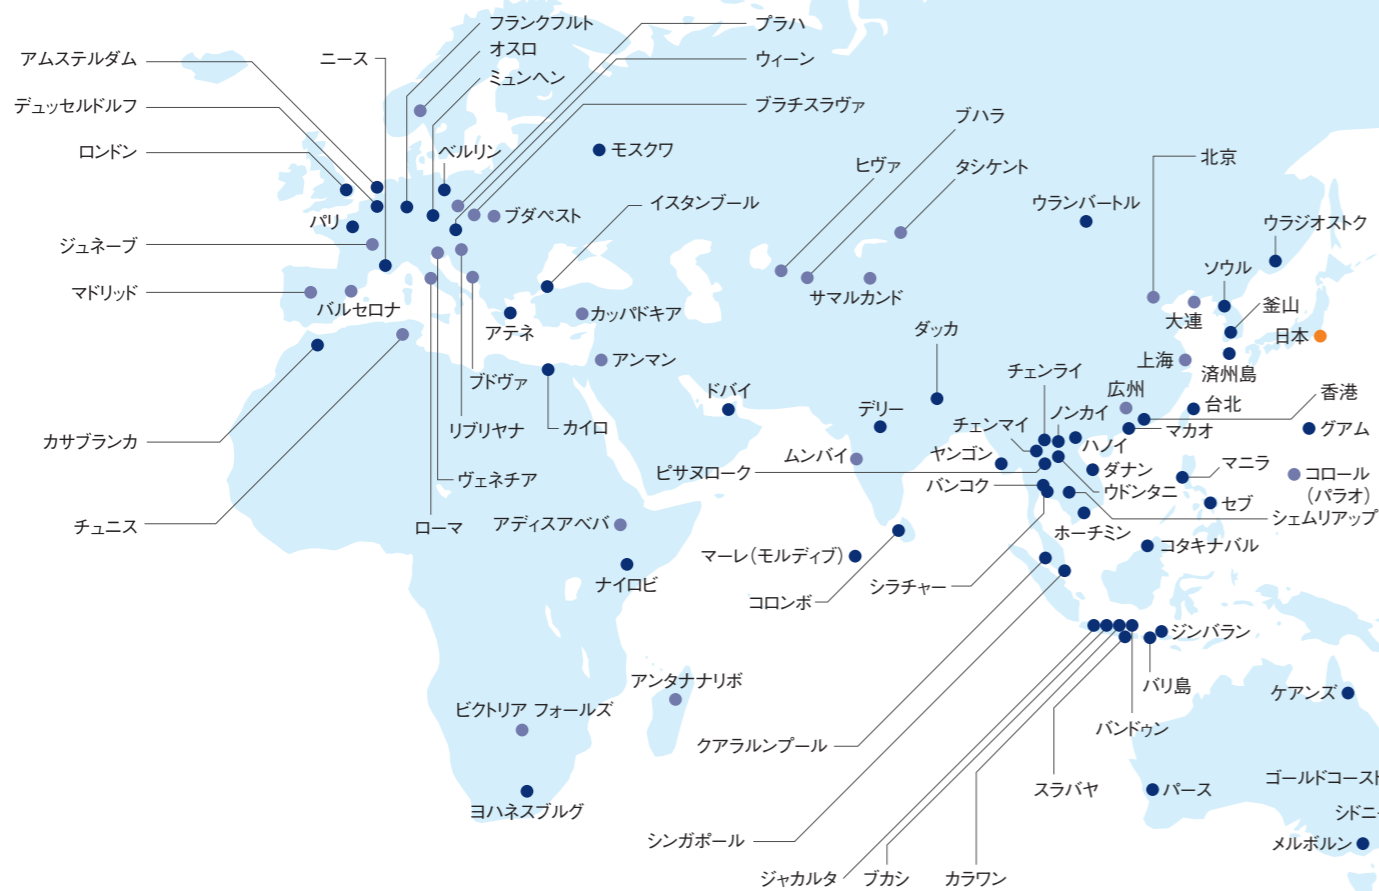 フランクフルト
プラハ
オスロ
アムステルダム
ニース
ウィーン
ミュンヘン
デュッセルドルフ
ブラチスラヴァ
ブハラ
ロンドン
ベルリン
モスクワ
ヒヴァ
タシケント
北京
パリ
ブダペスト
イスタンブール
ウランバートル
ウラジオストク
ジュネーブ
ソウル
マドリッド
バルセロナ
サマルカンド
釜山
カッパドキア
大連
アテネ
ダッカ
日本
アンマン
上海
済州島
チェンライ
ブドヴァ
ドバイ
広州
香港
デリー
ノンカイ
台北
チェンマイ
カサブランカ
リブリヤナ
カイロ
マカオ
グアム
ハノイ
ムンバイ
ヤンゴン
ピサヌローク
ダナン
マニラ
ヴェネチア
バンコク
ウドンタニ
コロール
(パラオ)
セブ
チュニス
ローマ
アディスアベバ
シェムリアップ
ホーチミン
マーレ(モルディブ)
コタキナバル
ナイロビ
シラチャー
コロンボ
ジンバラン
アンタナナリボ
バリ島
ケアンズ
ビクトリア フォールズ
バンドゥン
クアラルンプール
ゴールドコースト
スラバヤ
パース
ヨハネスブルグ
シドニ
シンガポール
メルボルン
ジャカルタ
ブカシ
カラワン